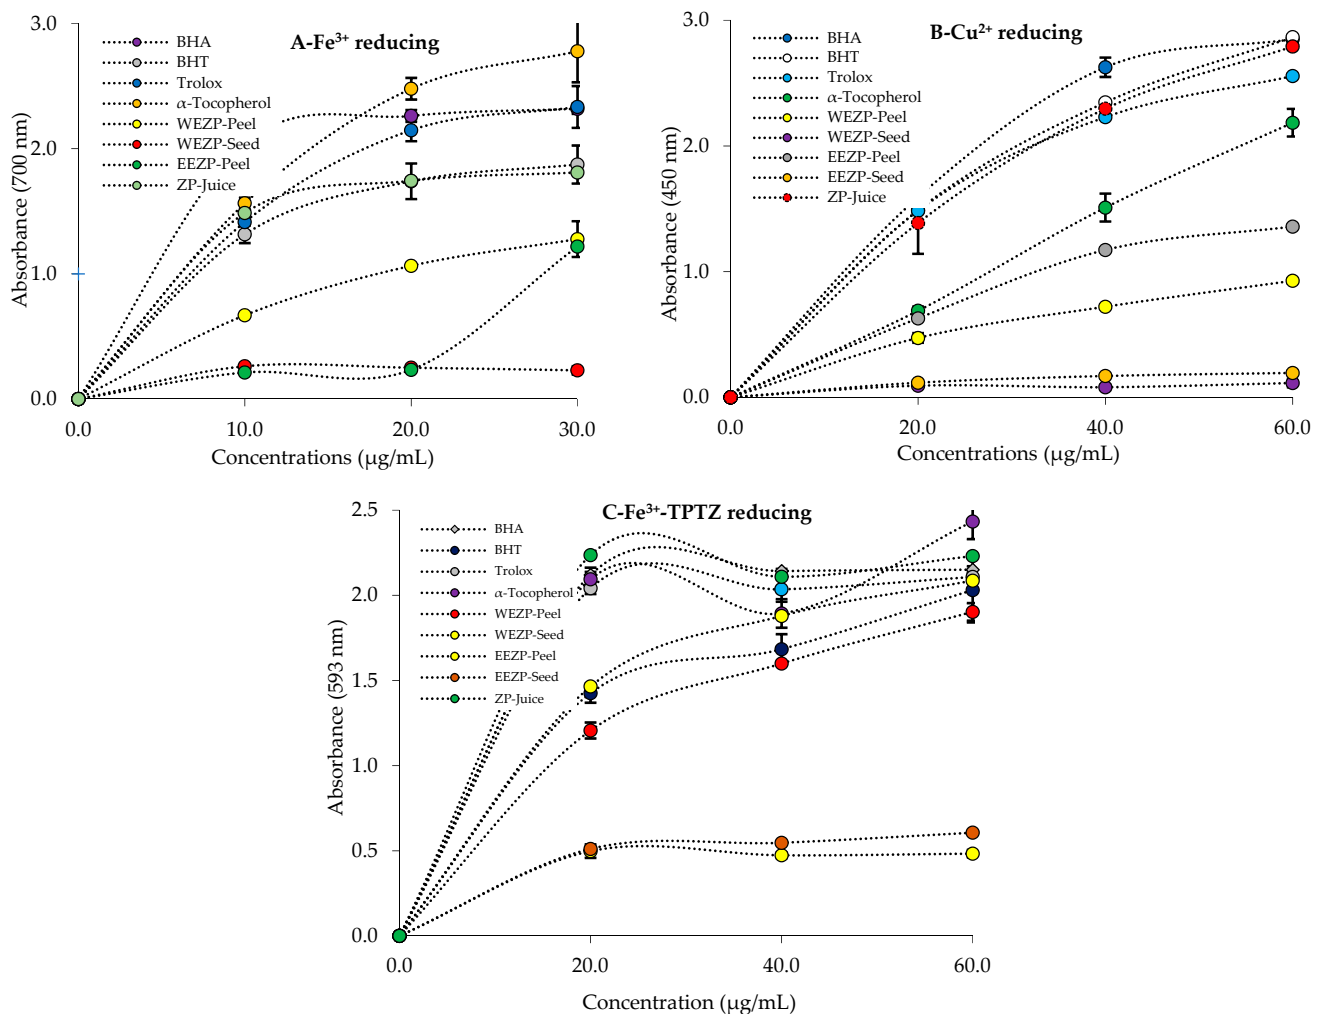 A-Fe³⁺ reducing
3.0
2.0
1.0
0.0
Absorbance (700 nm)
BHA
BHT
Trolox
α-Tocopherol
WEZP-Peel
WEZP-Seed
EEZP-Peel
ZP-Juice
0.0 10.0 20.0 30.0
Concentrations (µg/mL)
B-Cu²⁺ reducing
3.0
2.0
1.0
0.0
Absorbance (450 nm)
BHA
BHT
Trolox
α-Tocopherol
WEZP-Peel
WEZP-Seed
EEZP-Peel
EEZP-Seed
ZP-Juice
0.0 20.0 40.0 60.0
Concentrations (µg/mL)
C-Fe³⁺-TPTZ reducing
2.5
2.0
1.5
1.0
0.5
0.0
Absorbance (593 nm)
BHA
BHT
Trolox
α-Tocopherol
WEZP-Peel
WEZP-Seed
EEZP-Peel
EEZP-Seed
ZP-Juice
0.0 20.0 40.0 60.0
Concentration (µg/mL)